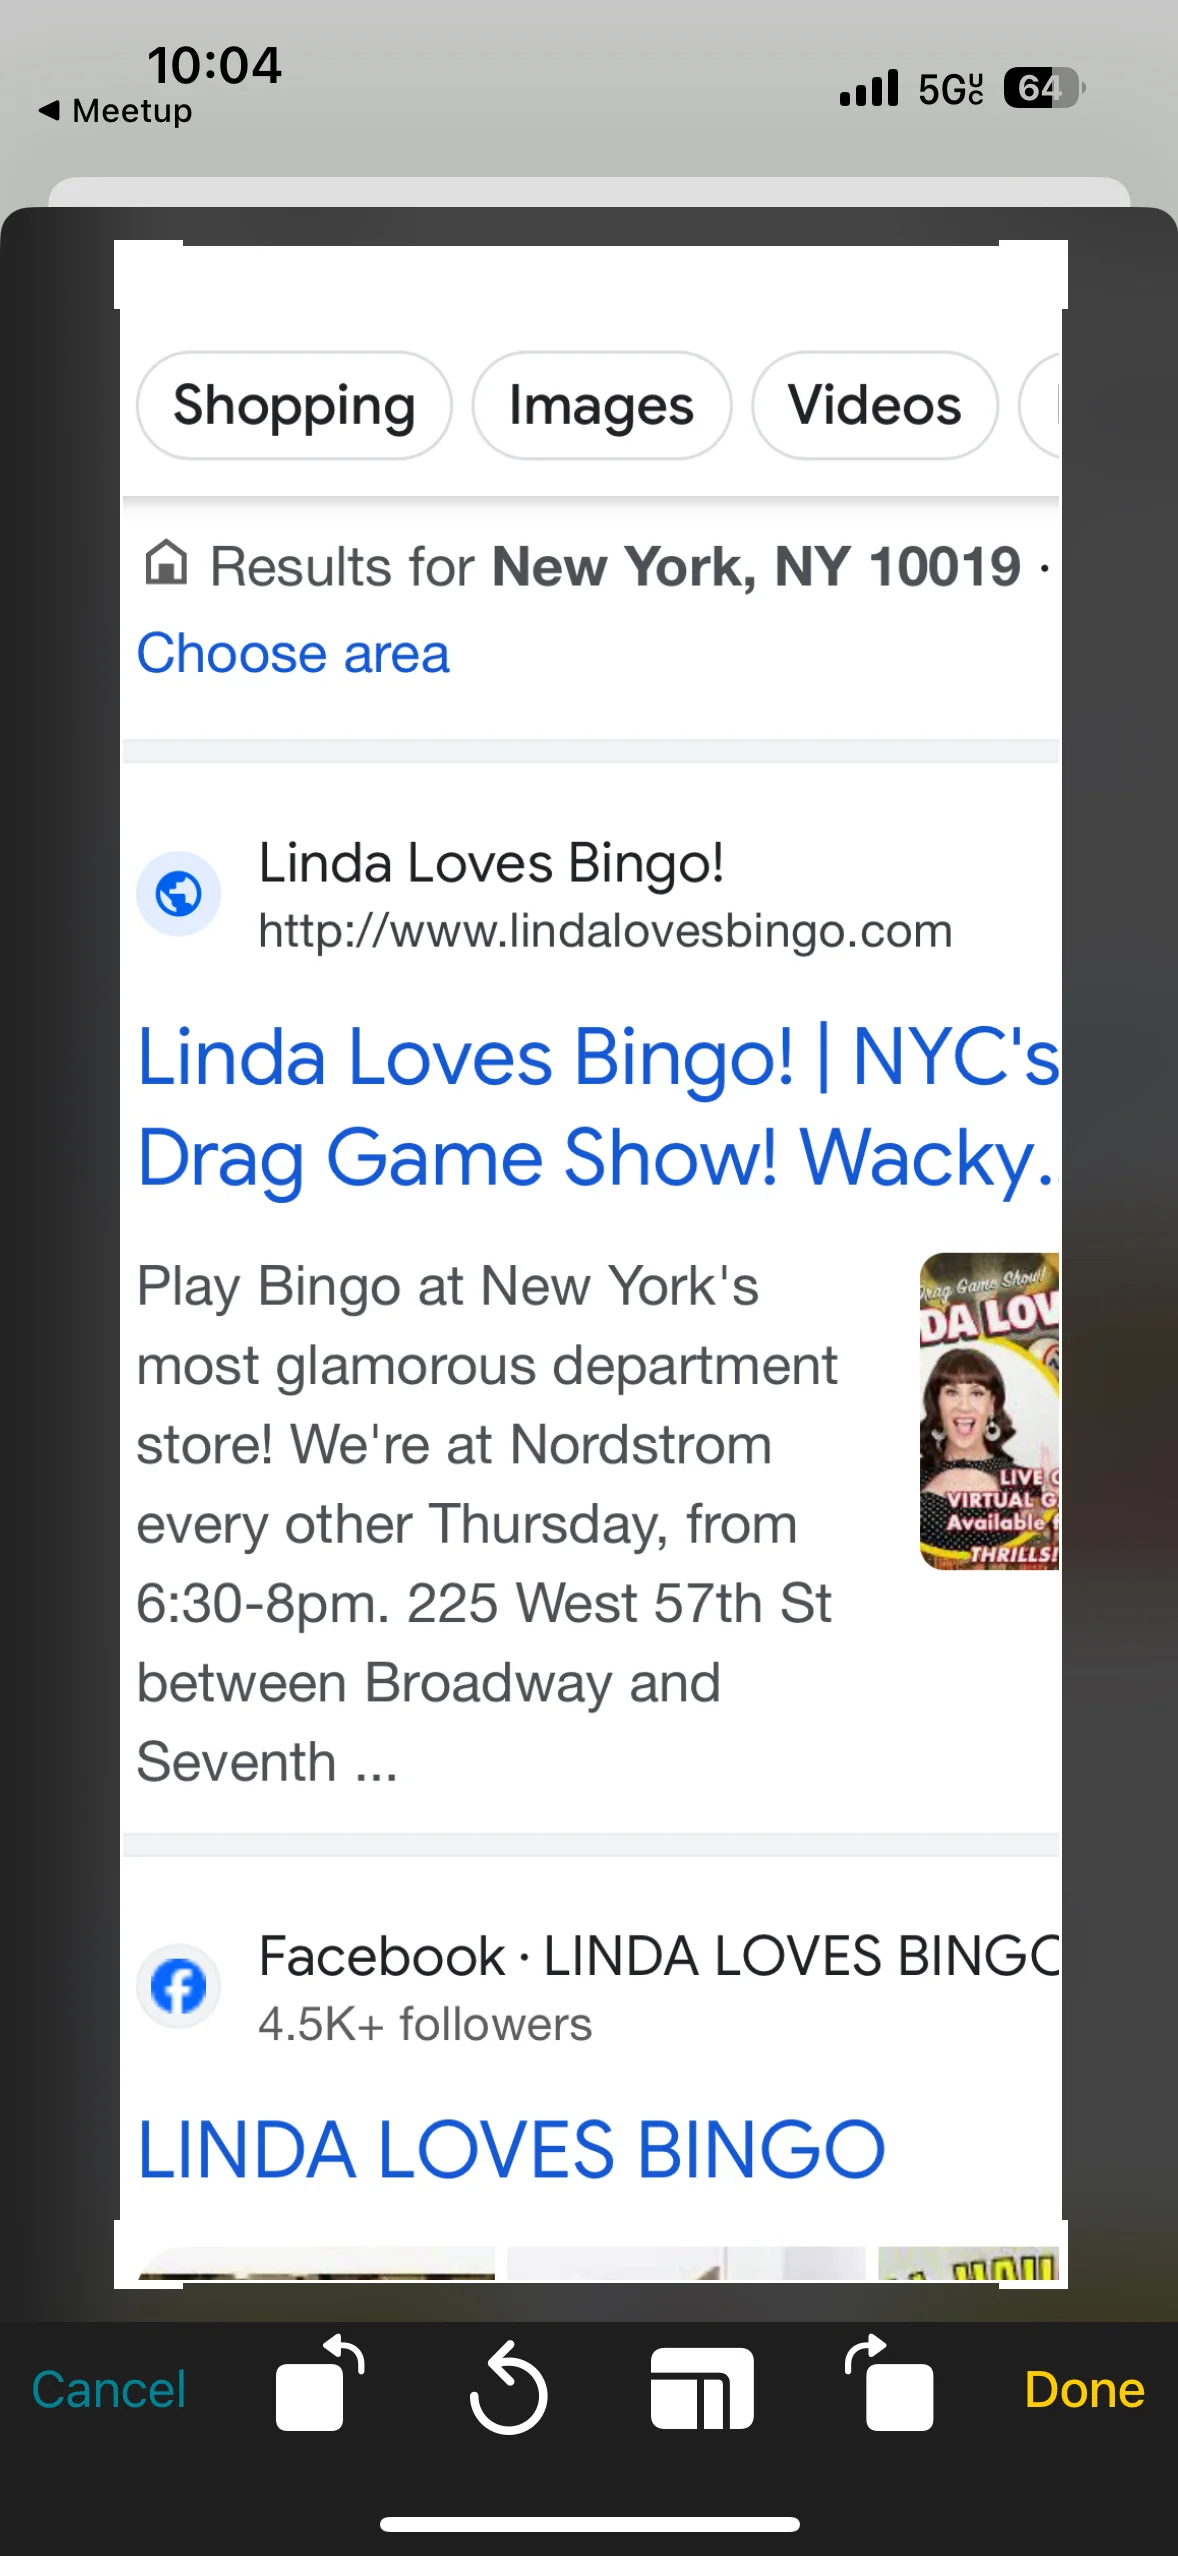 10:04
5G UC 64
◀ Meetup
Shopping Images Videos
Results for New York, NY 10019 ·
Choose area
Linda Loves Bingo!
http://www.lindalovesbingo.com
Linda Loves Bingo! | NYC's
Drag Game Show! Wacky..
Play Bingo at New York's
most glamorous department
store! We're at Nordstrom
every other Thursday, from
6:30-8pm. 225 West 57th St
between Broadway and
Seventh ...
Drag Game Show!
DA LOV
LIVE
VIRTUAL G
Available
THRILLS!
Facebook · LINDA LOVES BINGO
4.5K+ followers
LINDA LOVES BINGO
Cancel Done